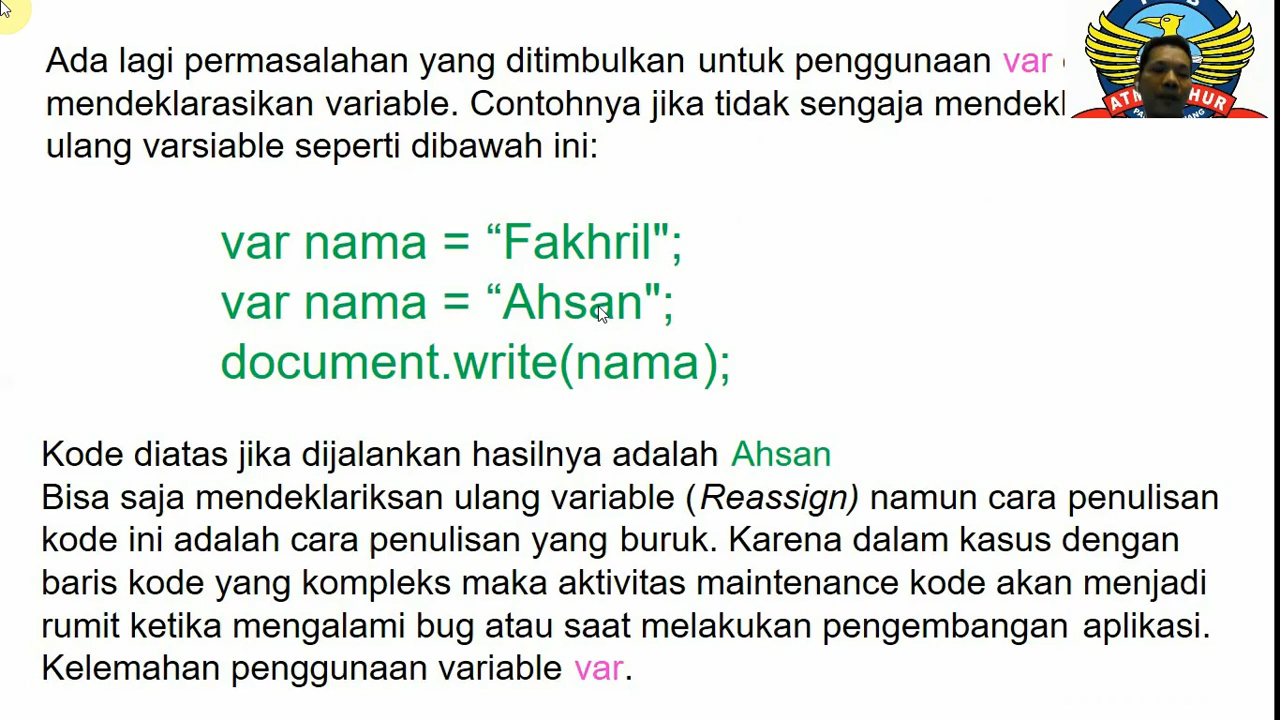 Ada lagi permasalahan yang ditimbulkan untuk penggunaan var
mendeklarasikan variable. Contohnya jika tidak sengaja
ulang varsiable seperti dibawah ini:
var nama = “Fakhril";
var nama = “Ahsan";
document.write(nama);
Kode diatas jika dijalankan hasilnya adalah Ahsan
Bisa saja mendeklariksan ulang variable (Reassign) namun cara penulisan
kode ini adalah cara penulisan yang buruk. Karena dalam kasus dengan
baris kode yang kompleks maka aktivitas maintenance kode akan menjadi
rumit ketika mengalami bug atau saat melakukan pengembangan aplikasi.
Kelemahan penggunaan variable var.